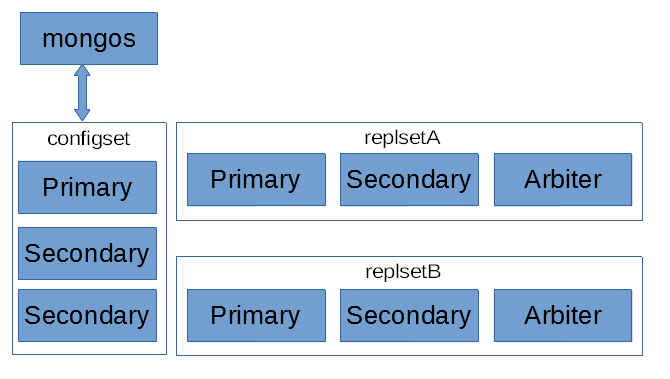 mongos
configset
Primary
Secondary
Secondary
replsetA
Primary Secondary Arbiter
replsetB
Primary Secondary Arbiter